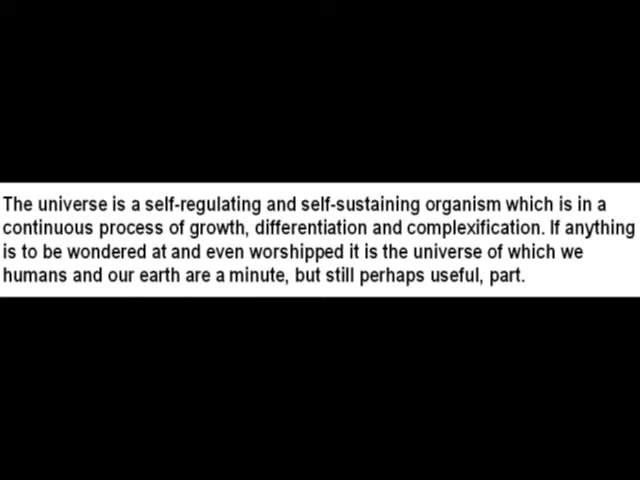 The universe is a self-regulating and self-sustaining organism which is in a
continuous process of growth, differentiation and complexification. If anything
is to be wondered at and even worshipped it is the universe of which we
humans and our earth are a minute, but still perhaps useful, part.